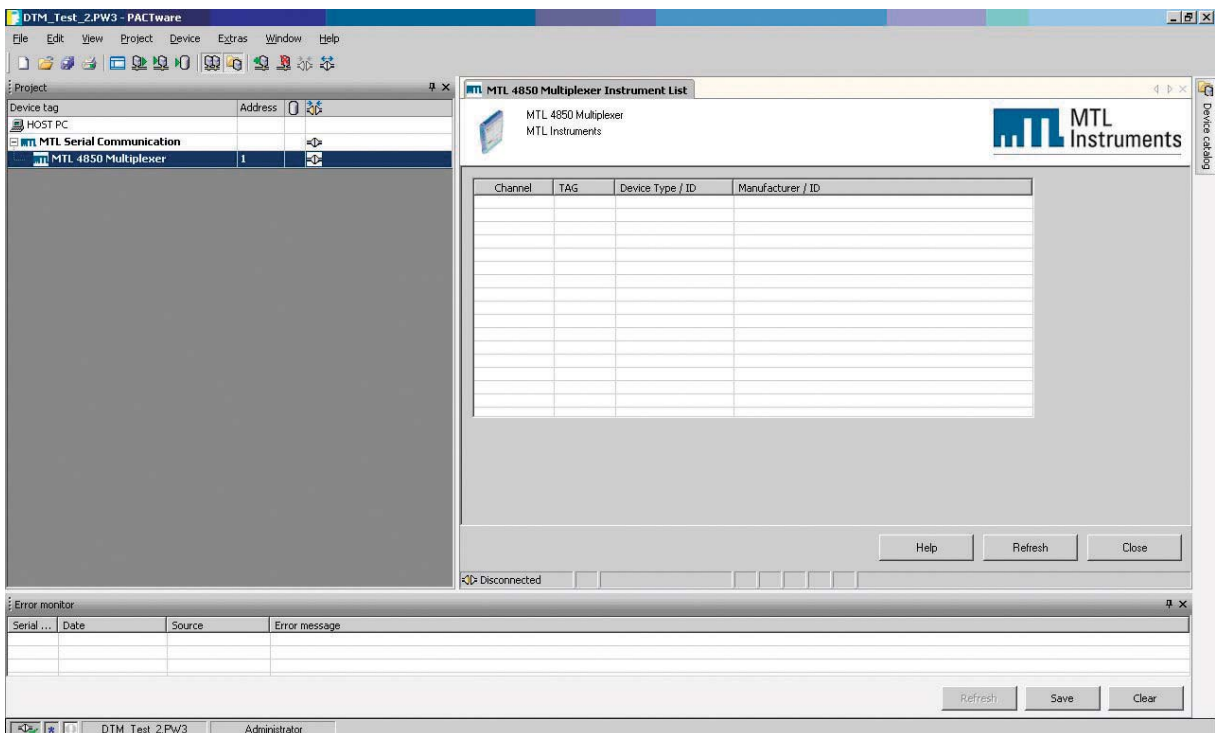 DTM_Test_2.PW3 - PACTware
File Edit View Project Device Extras Window Help
Project
Device tag Address
HOST PC
MTL Serial Communication
MTL 4850 Multiplexer 1
MTL 4850 Multiplexer Instrument List
MTL 4850 Multiplexer
MTL Instruments
MTL
Instruments
Device catalog
Channel TAG Device Type / ID Manufacturer / ID
Help Refresh Close
Disconnected
Error monitor
Serial ... Date Source Error message
Refresh Save Clear
DTM_Test_2.PW3 Administrator